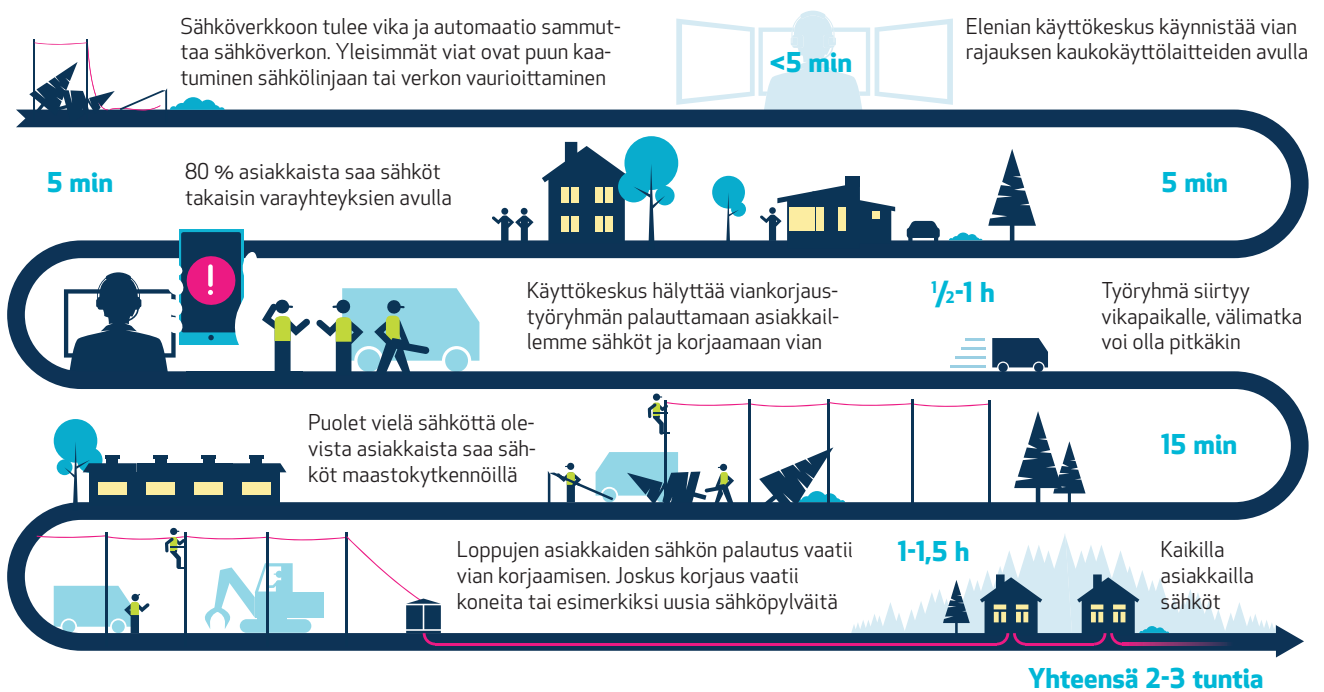 Sähköverkkoon tulee vika ja automaatio sammut-
taa sähköverkon. Yleisimmät viat ovat puun kaa-
tuminen sähkölinjaan tai verkon vaurioittaminen
<5 min
Elenian käyttökeskus käynnistää vian
rajauksen kaukokäyttölaitteiden avulla
5 min
80 % asiakkaista saa sähköt
takaisin varayhteyksien avulla
5 min
!
Käyttökeskus hälyttää viankorjaus-
työryhmän palauttamaan asiakkail-
lemme sähköt ja korjaamaan vian
1/2-1 h
Työryhmä siirtyy
vikapaikalle, välimatka
voi olla pitkäkin
Puolet vielä sähköttä ole-
vista asiakkaista saa säh-
köt maastokytkennöillä
15 min
Loppujen asiakkaiden sähkön palautus vaatii
vian korjaamisen. Joskus korjaus vaatii
koneita tai esimerkiksi uusia sähköpylväitä
1-1,5 h
Kaikilla
asiakkailla
sähköt
Yhteensä 2-3 tuntia